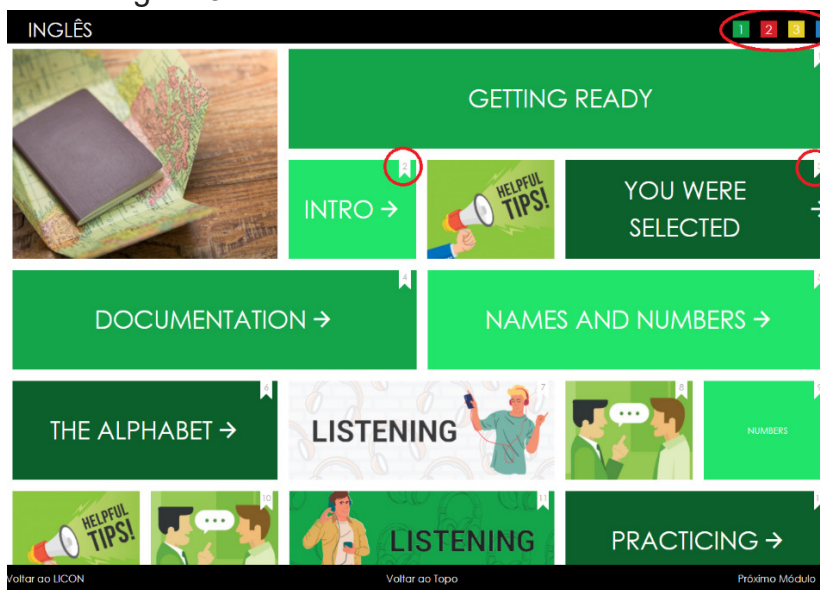 INGLÊS
1 2 3
GETTING READY
2
INTRO →
HELPFUL
TIPS!
YOU WERE
SELECTED
→
4
DOCUMENTATION →
NAMES AND NUMBERS →
6
THE ALPHABET →
7
LISTENING
8
NUMBERS
HELPFUL
TIPS!
10
11
LISTENING
PRACTICING →
Voltar ao LICON
Voltar ao Topo
Próximo Módulo